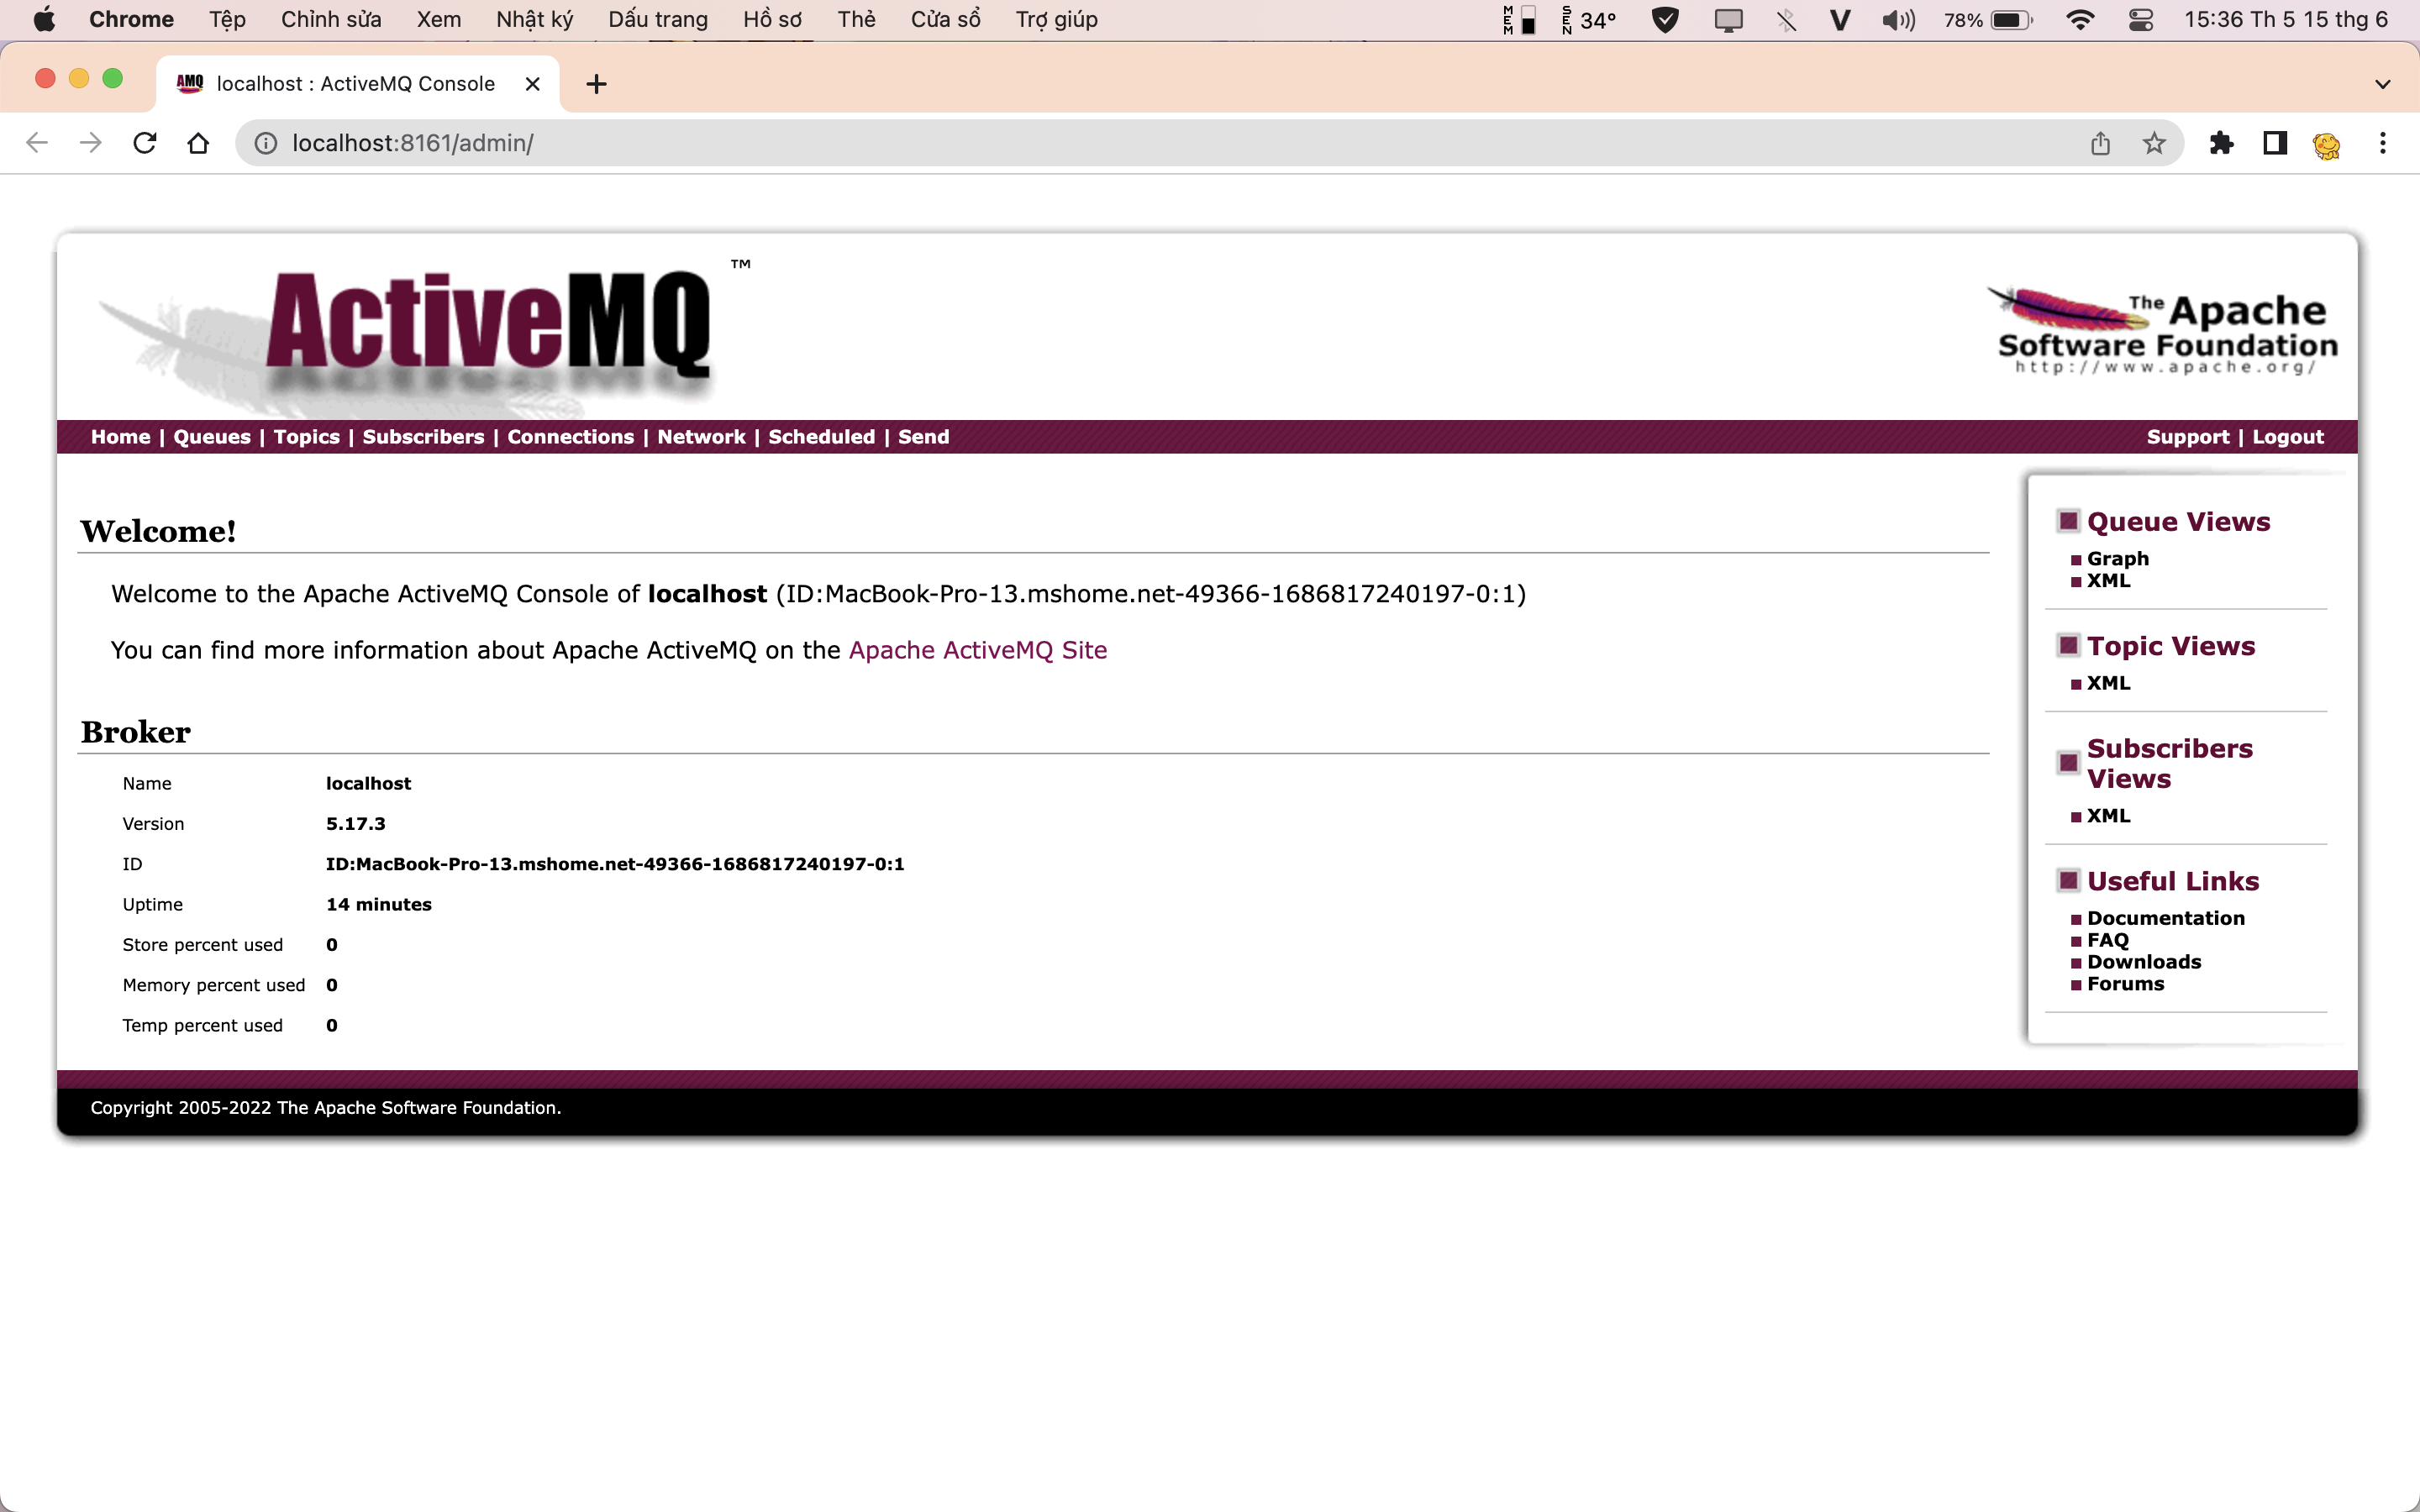 Chrome Tệp Chỉnh sửa Xem Nhật ký Dấu trang Hồ sơ Thẻ Cửa sổ Trợ giúp MEM SEN 34° V 78% 15:36 Th 5 15 thg 6
AMQ localhost : ActiveMQ Console
localhost:8161/admin/
ActiveMQ ™
The Apache
Software Foundation
http://www.apache.org/
Home | Queues | Topics | Subscribers | Connections | Network | Scheduled | Send
Support | Logout
Welcome!
Welcome to the Apache ActiveMQ Console of localhost (ID:MacBook-Pro-13.mshome.net-49366-1686817240197-0:1)
You can find more information about Apache ActiveMQ on the Apache ActiveMQ Site
Broker
Name localhost
Version 5.17.3
ID ID:MacBook-Pro-13.mshome.net-49366-1686817240197-0:1
Uptime 14 minutes
Store percent used 0
Memory percent used 0
Temp percent used 0
Queue Views
Graph
XML
Topic Views
XML
Subscribers
Views
XML
Useful Links
Documentation
FAQ
Downloads
Forums
Copyright 2005-2022 The Apache Software Foundation.